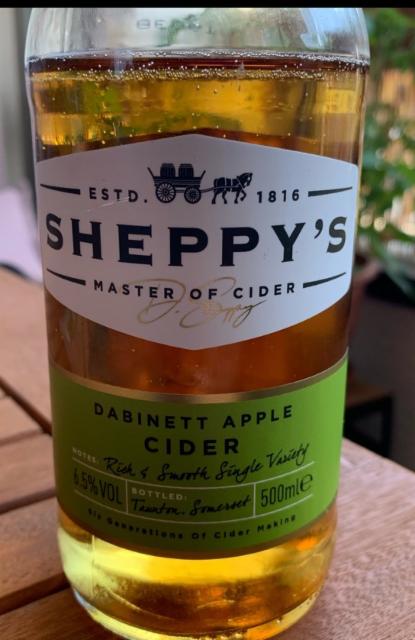 ESTD. 1816
SHEPPY'S
MASTER OF CIDER
DABINETT APPLE
CIDER
NOTES: Rich & Smooth Single Variety
6.5%VOL BOTTLED: Taunton, Somerset 500ml℮
Six Generations Of Cider Making